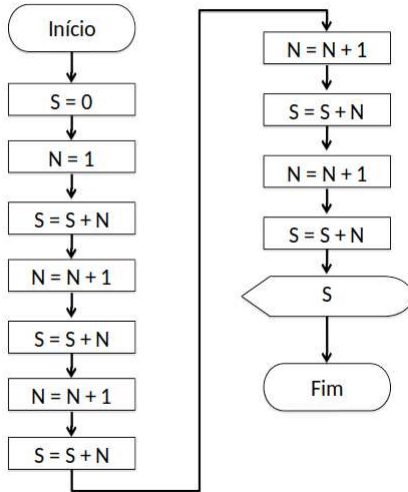 Início
S = 0
N = 1
S = S + N
N = N + 1
S = S + N
N = N + 1
S = S + N
N = N + 1
S = S + N
N = N + 1
S = S + N
S
Fim